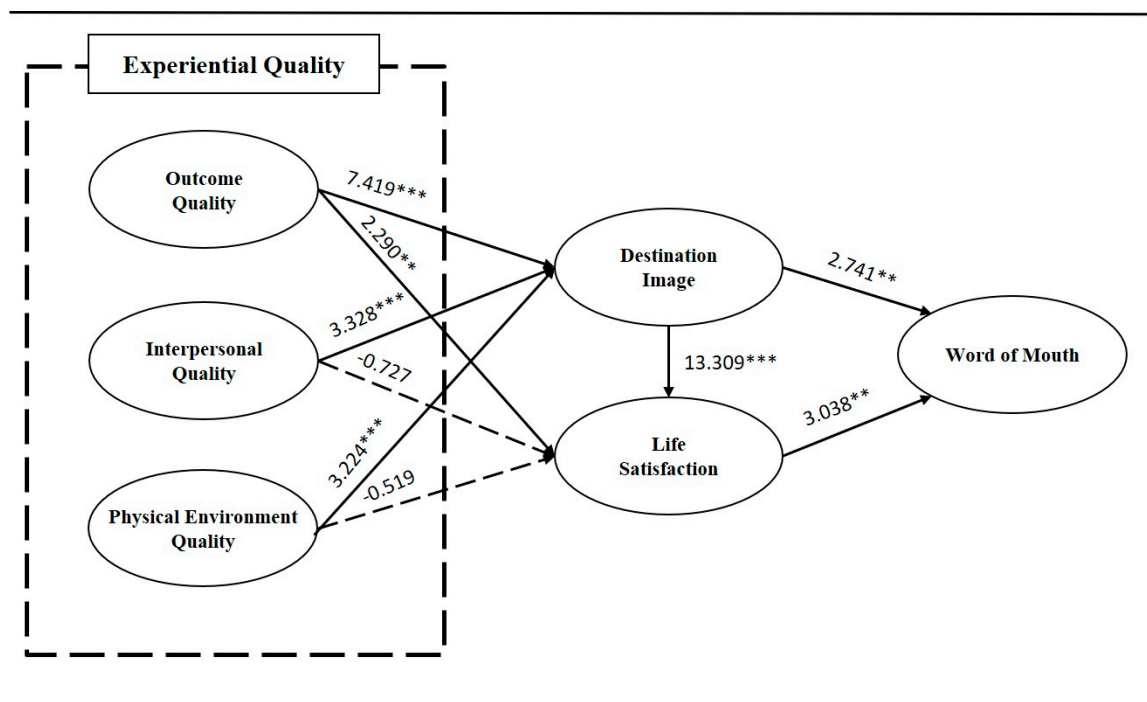 Experiential Quality
Outcome
Quality
7.419***
2.290**
Interpersonal
Quality
3.328***
-0.727
Physical Environment
Quality
3.224***
-0.519
Destination
Image
13.309***
Life
Satisfaction
2.741**
3.038**
Word of Mouth